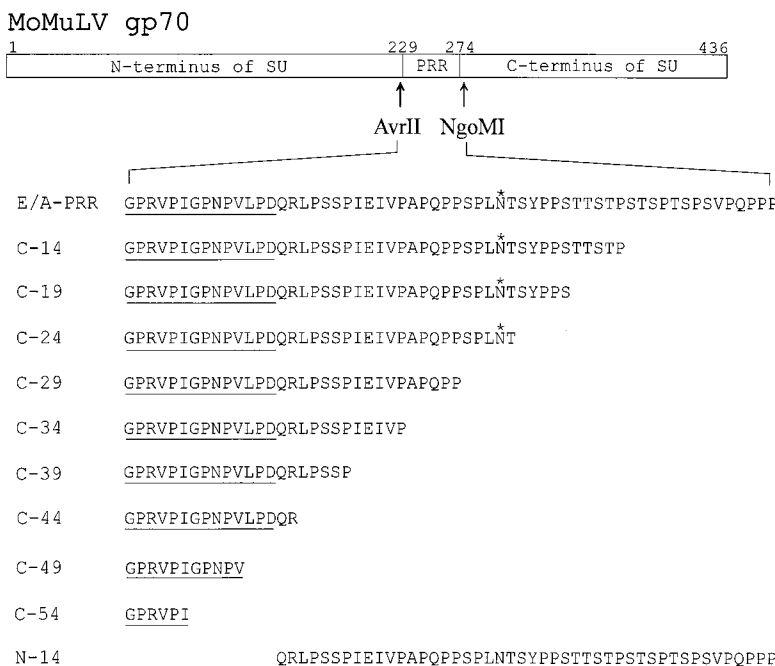 MoMuLV gp70
1 229 274 436
N-terminus of SU PRR C-terminus of SU
AvrII NgoMI
* 
E/A-PRR GPRVPIGPNPVLPDQRLPSSPIEIVPAPQPPSPLNTSYPPSTTSTPSTSPTSPSVPQPPP
*
C-14 GPRVPIGPNPVLPDQRLPSSPIEIVPAPQPPSPLNTSYPPSTTSTP
*
C-19 GPRVPIGPNPVLPDQRLPSSPIEIVPAPQPPSPLNTSYPPS
*
C-24 GPRVPIGPNPVLPDQRLPSSPIEIVPAPQPPSPLNT
C-29 GPRVPIGPNPVLPDQRLPSSPIEIVPAPQPP
C-34 GPRVPIGPNPVLPDQRLPSSPIEIVP
C-39 GPRVPIGPNPVLPDQRLPSSP
C-44 GPRVPIGPNPVLPDQR
C-49 GPRVPIGPNPV
C-54 GPRVPI
N-14 QRLPSSPIEIVPAPQPPSPLNTSYPPSTTSTPSTSPTSPSVPQPPP